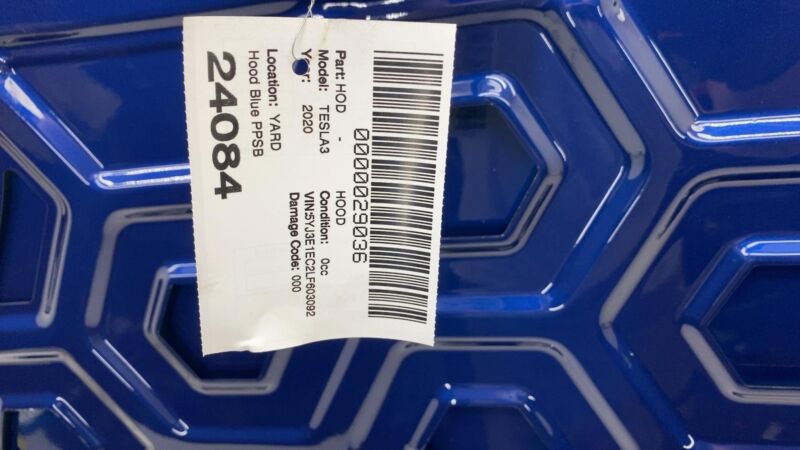 0000029036
Part: HOD - HOOD
Model: TESLA3 Condition: 0cc
Year: 2020 VIN:5YJ3E1EC2LF603092
Damage Code: 000
Location: YARD
Hood Blue PPSB
24084